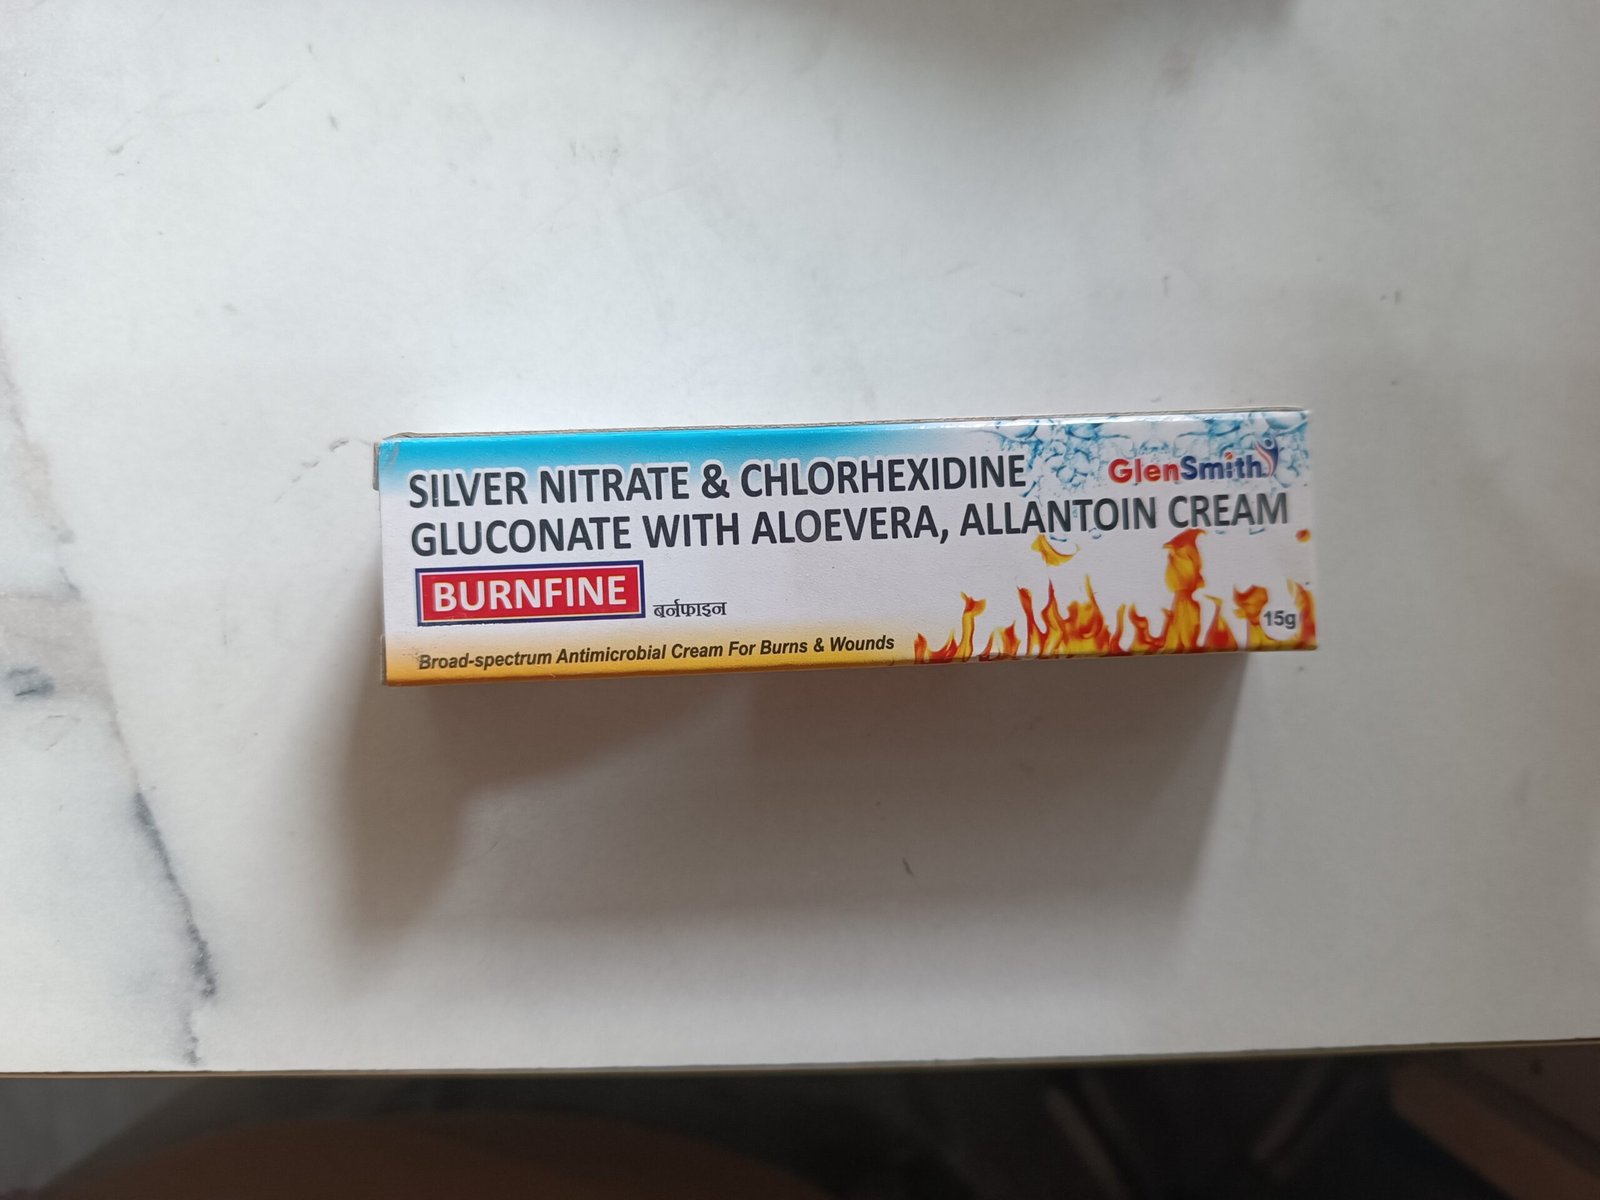 SILVER NITRATE & CHLORHEXIDINE
GlenSmith
GLUCONATE WITH ALOEVERA, ALLANTOIN CREAM
BURNFINE
बर्नफाइन
15g
Broad-spectrum Antimicrobial Cream For Burns & Wounds